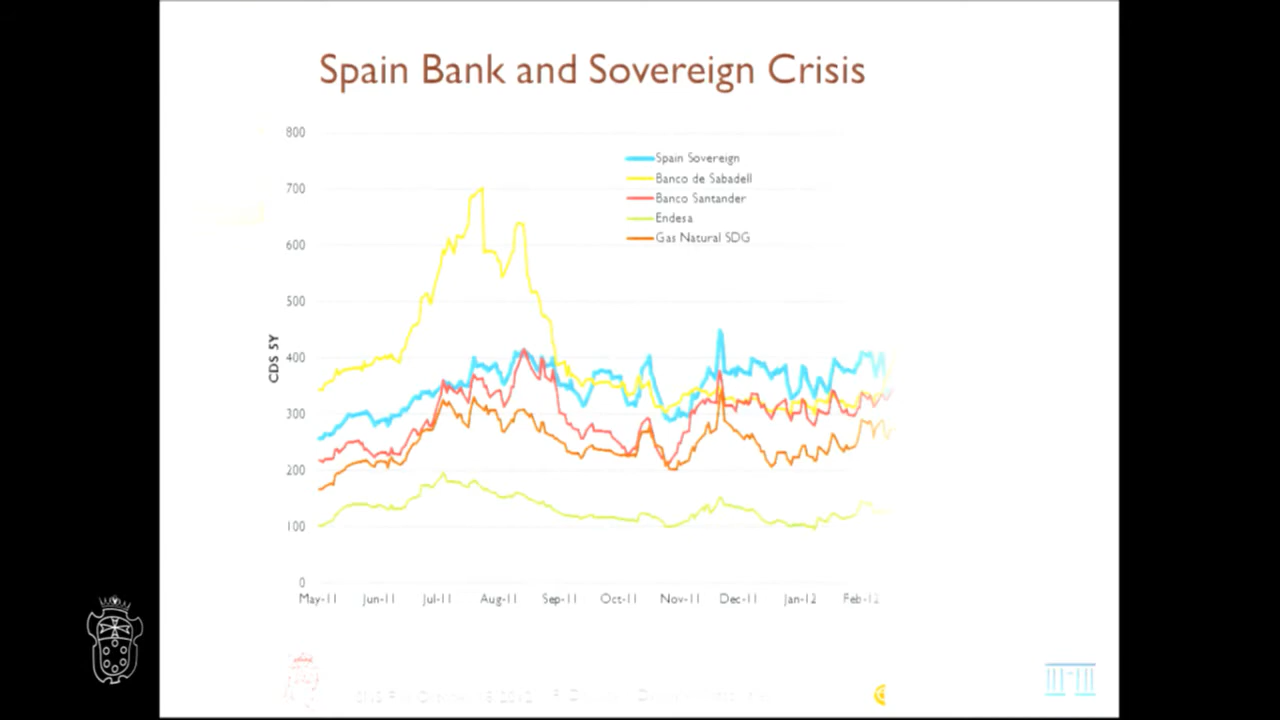 Spain Bank and Sovereign Crisis
800
700
600
500
400
300
200
100
0
CDS 5Y
Spain Sovereign
Banco de Sabadell
Banco Santander
Endesa
Gas Natural SDG
May-11 Jun-11 Jul-11 Aug-11 Sep-11 Oct-11 Nov-11 Dec-11 Jan-12 Feb-12